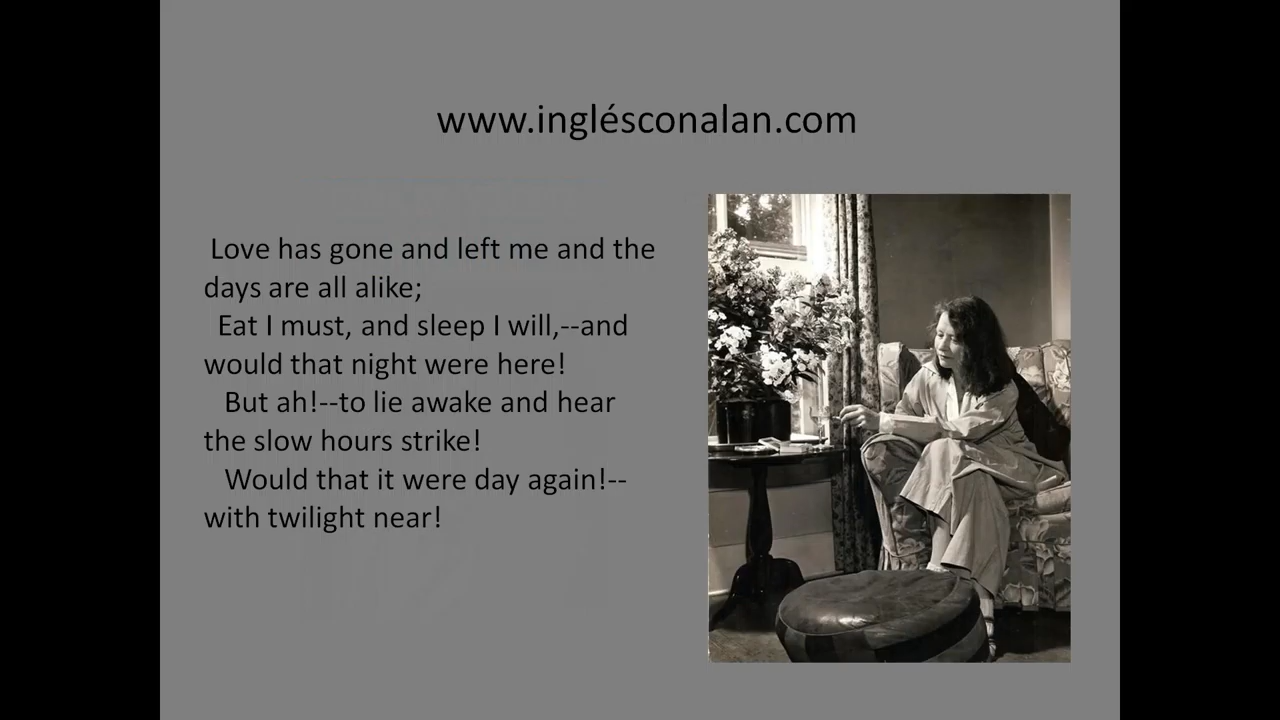 www.inglésconalan.com
Love has gone and left me and the
days are all alike;
Eat I must, and sleep I will,--and
would that night were here!
But ah!--to lie awake and hear
the slow hours strike!
Would that it were day again!--
with twilight near!